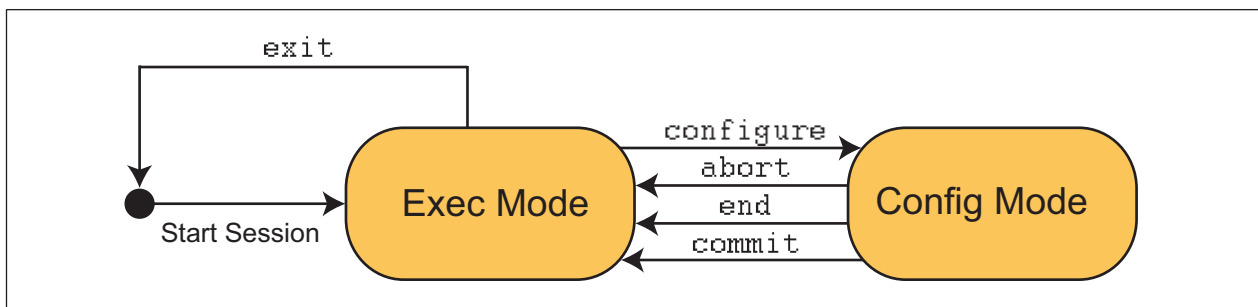 exit
configure
abort
Exec Mode
end
Config Mode
Start Session
commit